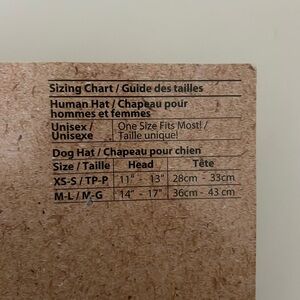 Sizing Chart / Guide des tailles
Human Hat / Chapeau pour
hommes et femmes
Unisex / One Size Fits Most! /
Unisexe Taille unique!
Dog Hat / Chapeau pour chien
Size / Taille Head Tête
XS-S / TP-P 11" - 13" 28cm - 33cm
M-L / M-G 14" - 17" 36cm - 43 cm